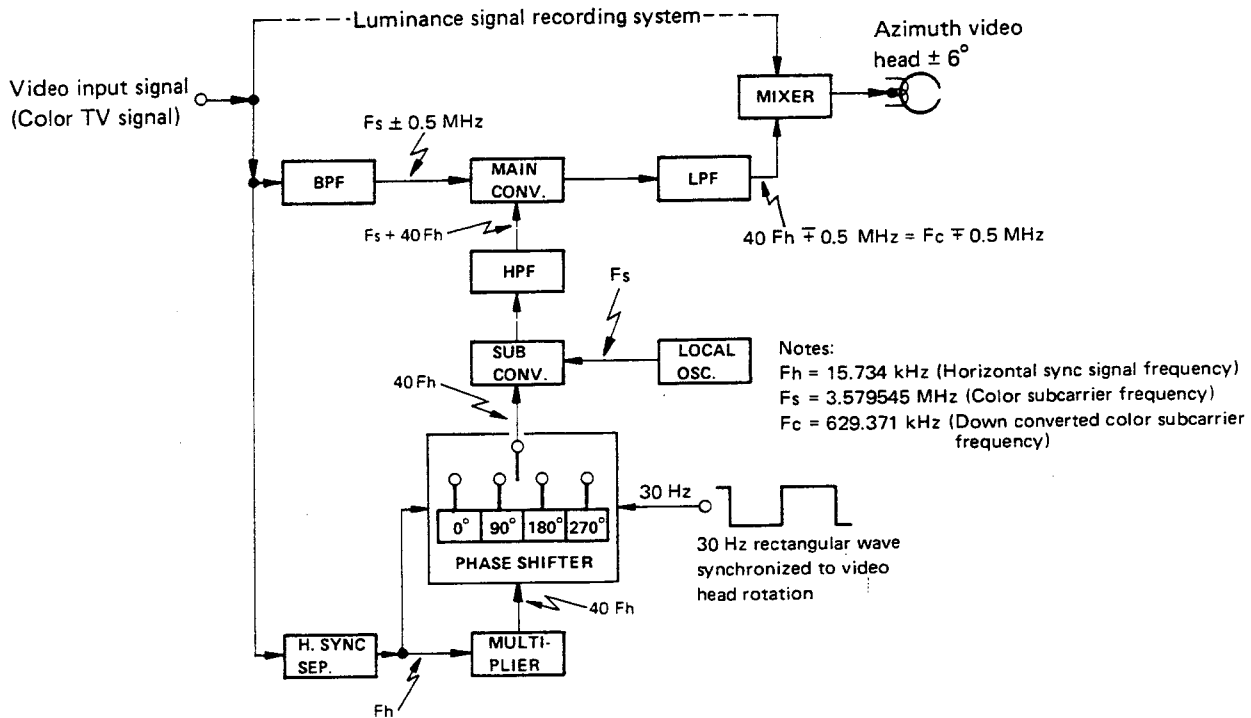 Luminance signal recording system
Azimuth video
head ± 6°
Video input signal
(Color TV signal)
MIXER
Fs ± 0.5 MHz
BPF
MAIN
CONV.
LPF
Fs + 40 Fh
40 Fh ∓ 0.5 MHz = Fc ∓ 0.5 MHz
HPF
Fs
SUB
CONV.
LOCAL
OSC.
Notes:
Fh = 15.734 kHz (Horizontal sync signal frequency)
Fs = 3.579545 MHz (Color subcarrier frequency)
Fc = 629.371 kHz (Down converted color subcarrier
frequency)
40 Fh
30 Hz
0° 90° 180° 270°
PHASE SHIFTER
30 Hz rectangular wave
synchronized to video
head rotation
40 Fh
H. SYNC
SEP.
MULTI-
PLIER
Fh